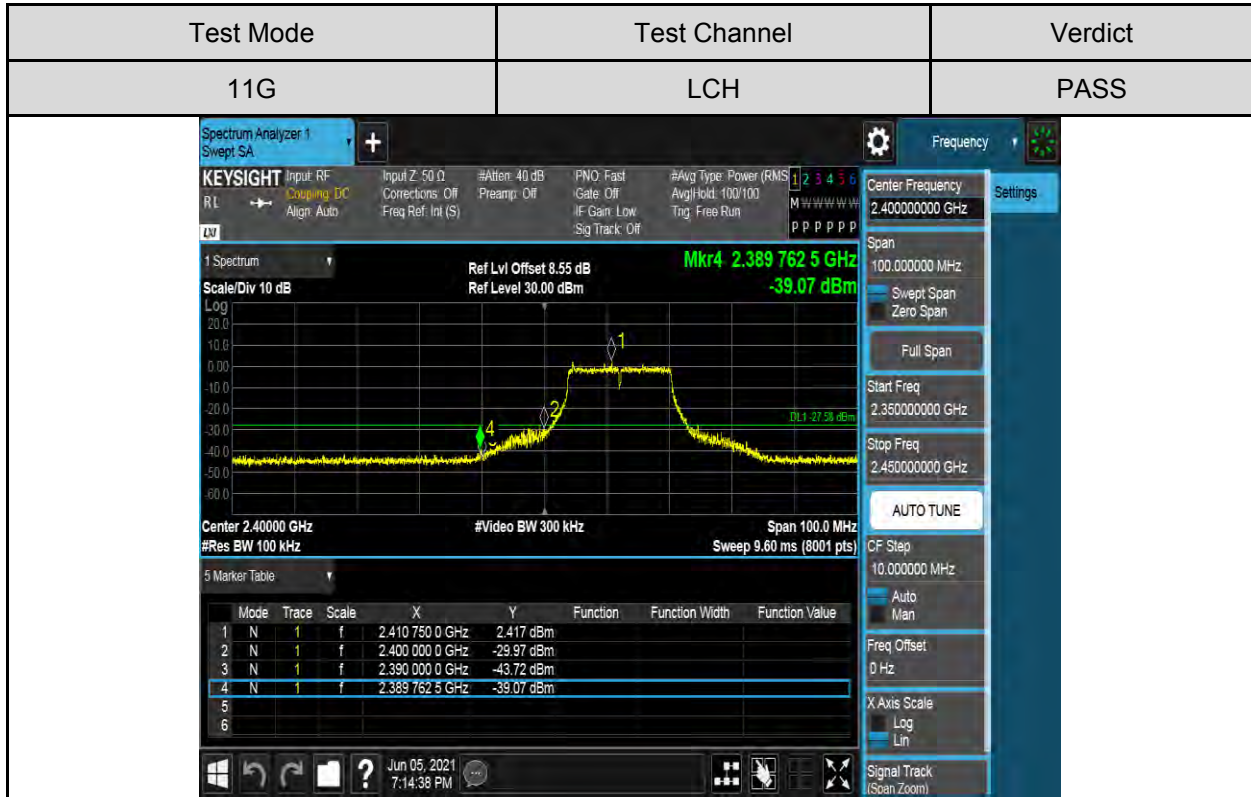 Test Mode Test Channel Verdict
11G LCH PASS
Spectrum Analyzer 1
Swept SA
+
Frequency
KEYSIGHT
RL
LXI
Input: RF
Coupling: DC
Align: Auto
Input Z: 50 Ω
Corrections: Off
Freq Ref: Int (S)
#Atten: 40 dB
Preamp: Off
PNO: Fast
Gate: Off
IF Gain: Low
Sig Track: Off
#Avg Type: Power (RMS
Avg|Hold: 100/100
Trig: Free Run
1 2 3 4 5 6
M W W W W W
P P P P P P
1 Spectrum
Scale/Div 10 dB
Ref Lvl Offset 8.55 dB
Ref Level 30.00 dBm
Mkr4 2.389 762 5 GHz
-39.07 dBm
Log
20.0
10.0
0.00
-10.0
-20.0
-30.0
-40.0
-50.0
-60.0
1
2
4
DL1 -27.58 dBm
Center 2.40000 GHz #Video BW 300 kHz Span 100.0 MHz
#Res BW 100 kHz Sweep 9.60 ms (8001 pts)
5 Marker Table
Mode Trace Scale X Y Function Function Width Function Value
1 N 1 f 2.410 750 0 GHz 2.417 dBm
2 N 1 f 2.400 000 0 GHz -29.97 dBm
3 N 1 f 2.390 000 0 GHz -43.72 dBm
4 N 1 f 2.389 762 5 GHz -39.07 dBm
5
6
?
Jun 05, 2021
7:14:38 PM
Center Frequency
2.400000000 GHz
Settings
Span
100.000000 MHz
Swept Span
Zero Span
Full Span
Start Freq
2.350000000 GHz
Stop Freq
2.450000000 GHz
AUTO TUNE
CF Step
10.000000 MHz
Auto
Man
Freq Offset
0 Hz
X Axis Scale
Log
Lin
Signal Track
(Span Zoom)